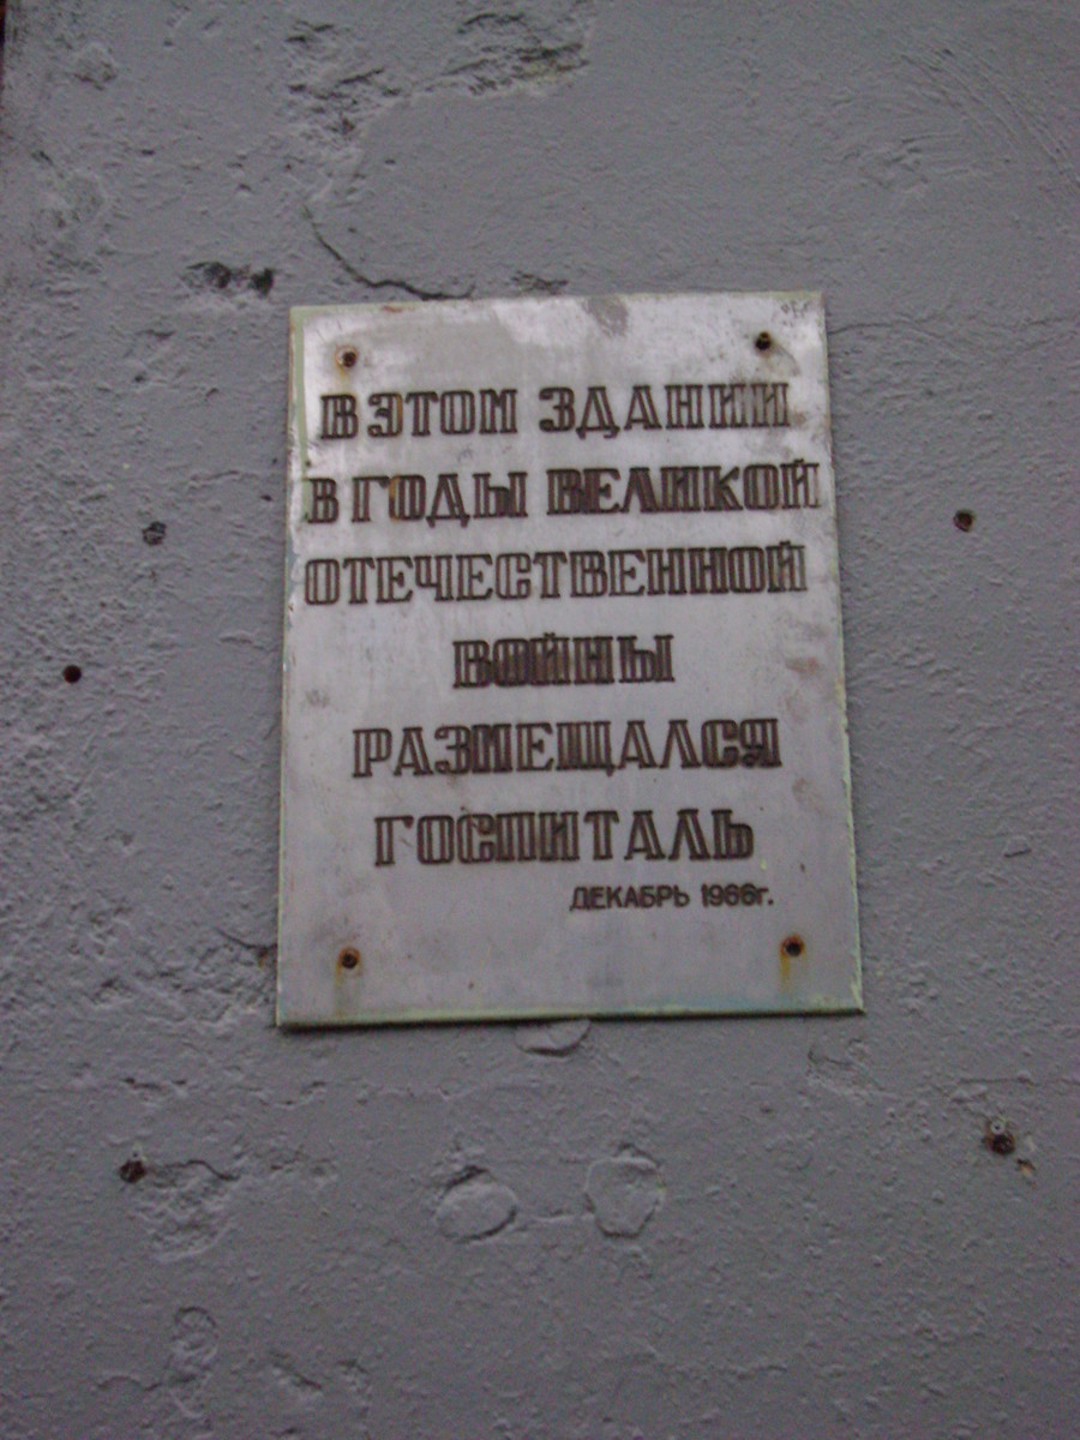 В ЭТОМ ЗДАНИИ
В ГОДЫ ВЕЛИКОЙ
ОТЕЧЕСТВЕННОЙ
ВОЙНЫ
РАЗМЕЩАЛСЯ
ГОСПИТАЛЬ
ДЕКАБРЬ 1966г.